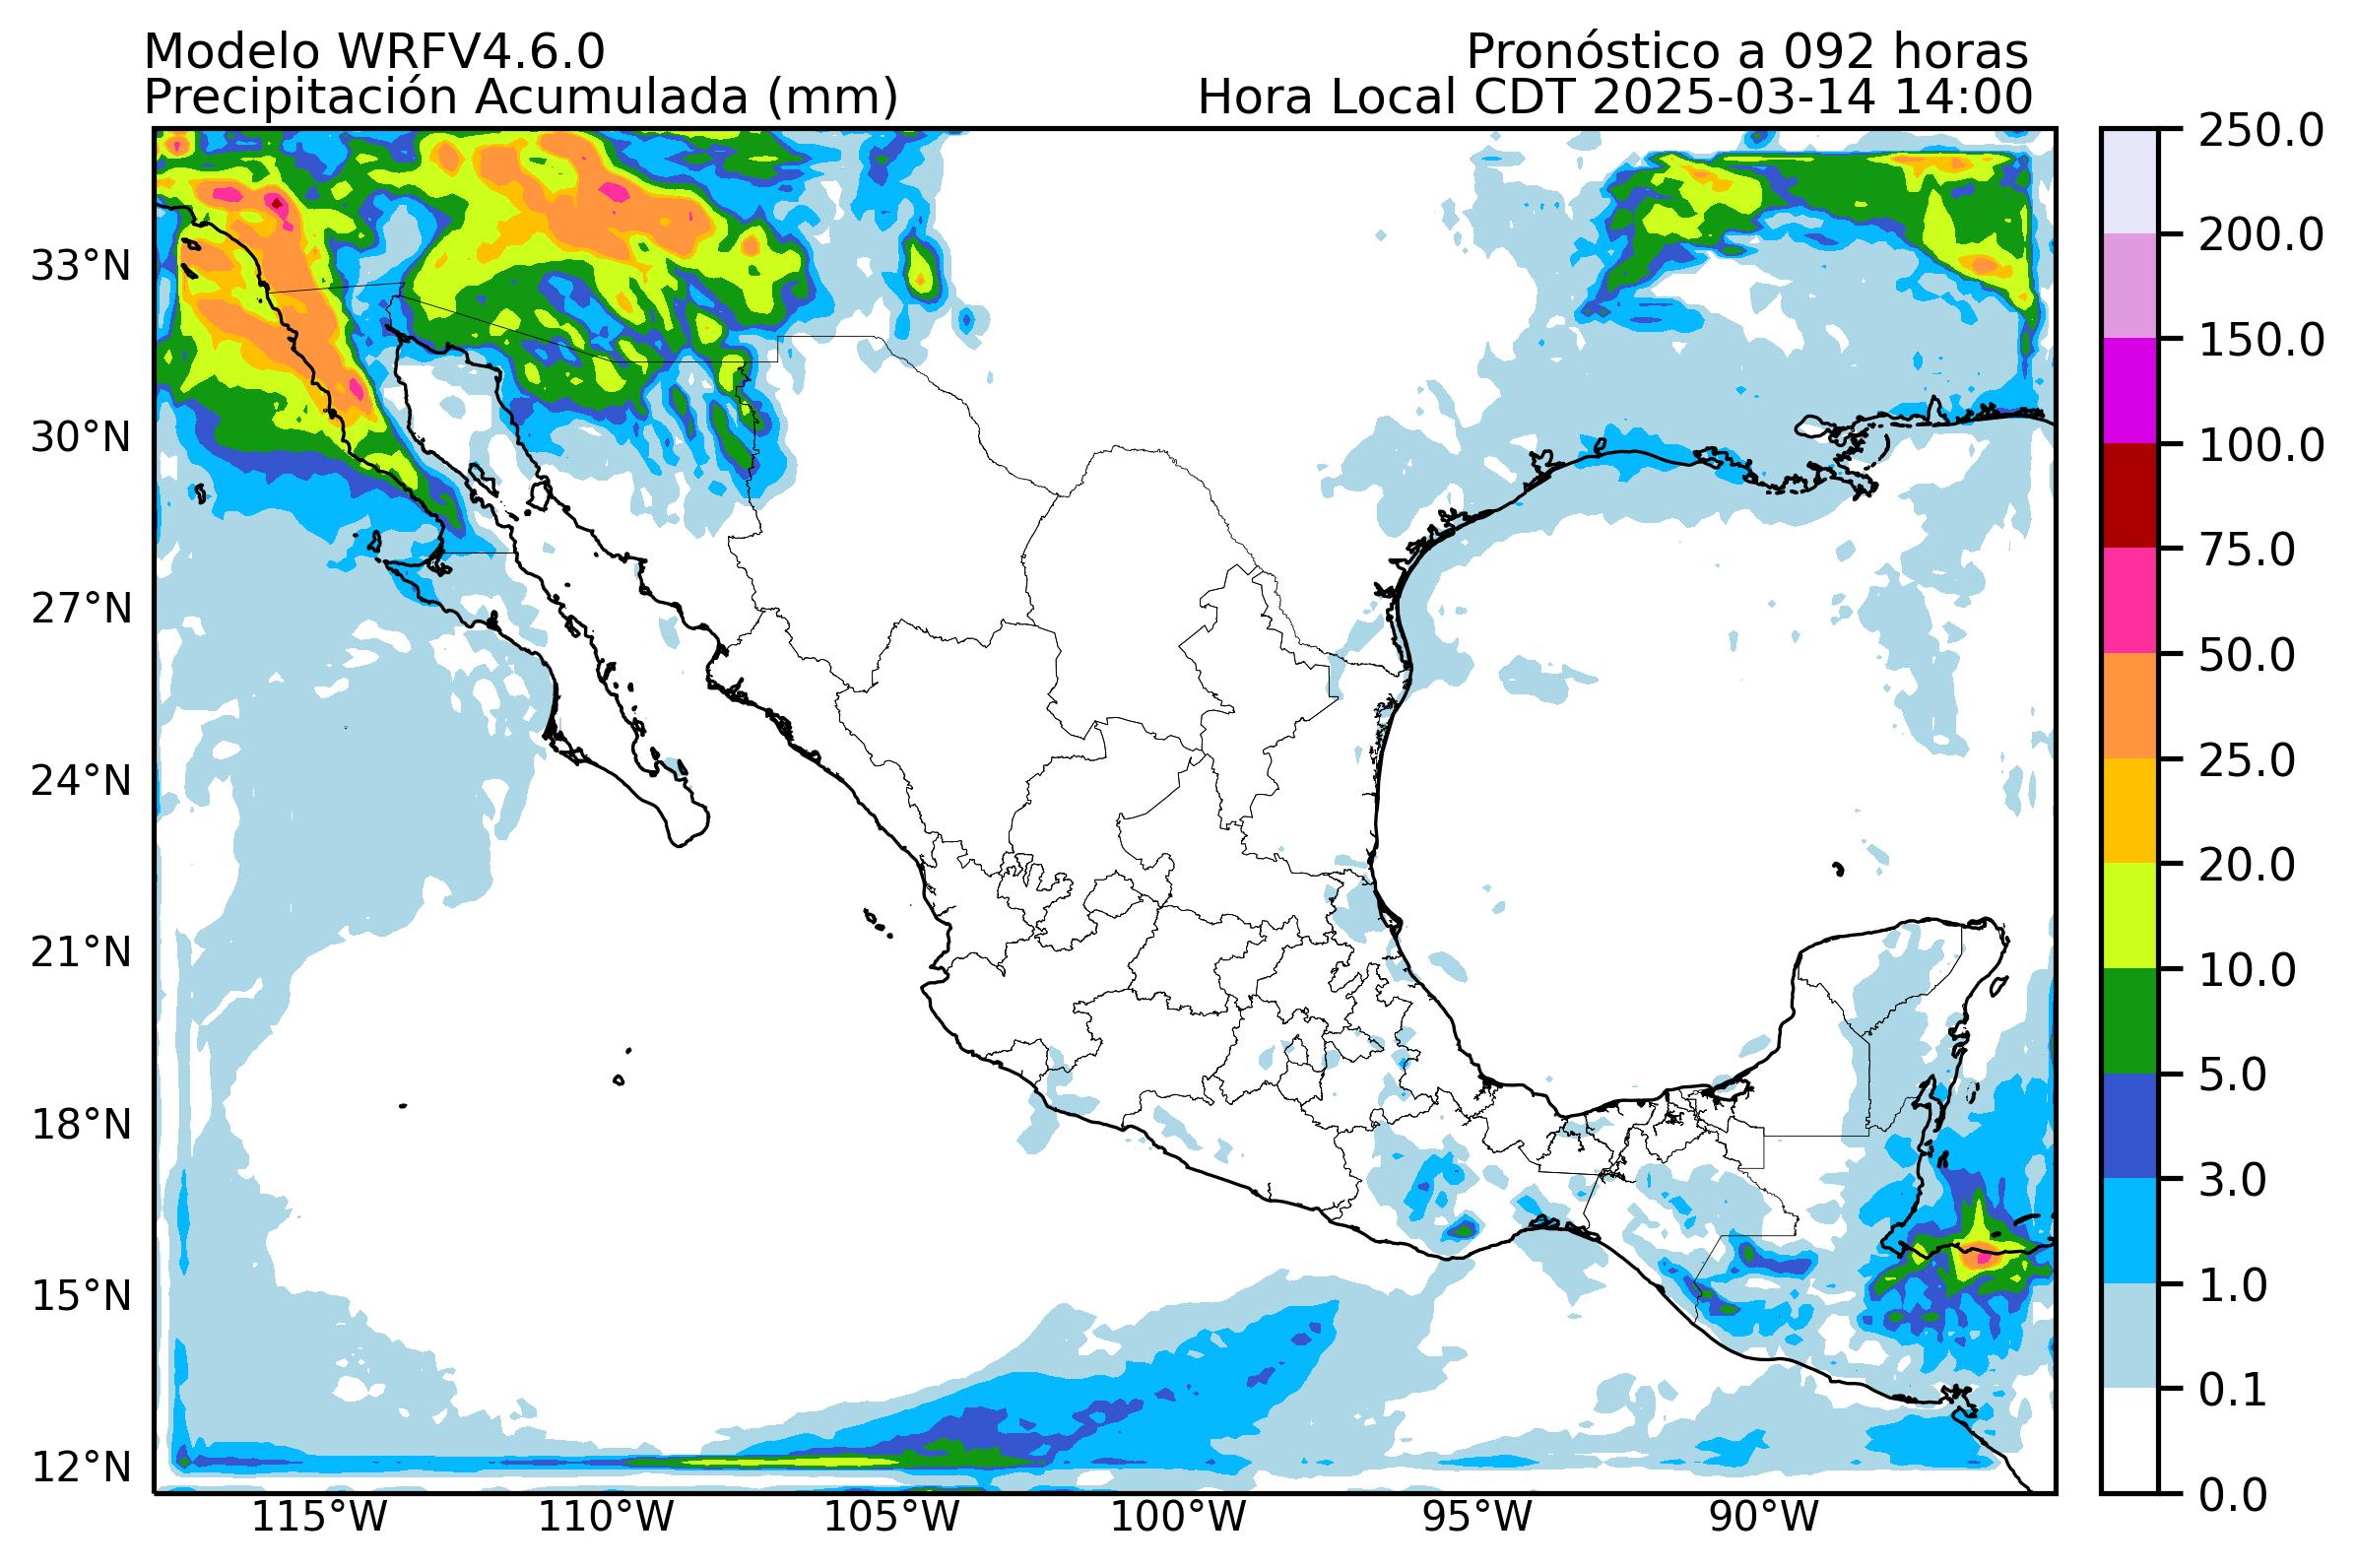 Modelo WRFV4.6.0
Pronóstico a 092 horas
Precipitación Acumulada (mm)
Hora Local CDT 2025-03-14 14:00
33°N
30°N
27°N
24°N
21°N
18°N
15°N
12°N
115°W
110°W
105°W
100°W
95°W
90°W
250.0
200.0
150.0
100.0
75.0
50.0
25.0
20.0
10.0
5.0
3.0
1.0
0.1
0.0